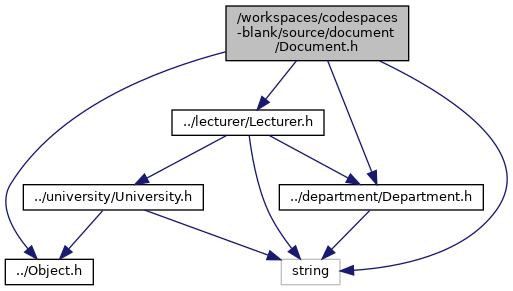 /workspaces/codespaces
-blank/source/document
/Document.h
../lecturer/Lecturer.h
../university/University.h
../department/Department.h
../Object.h
string